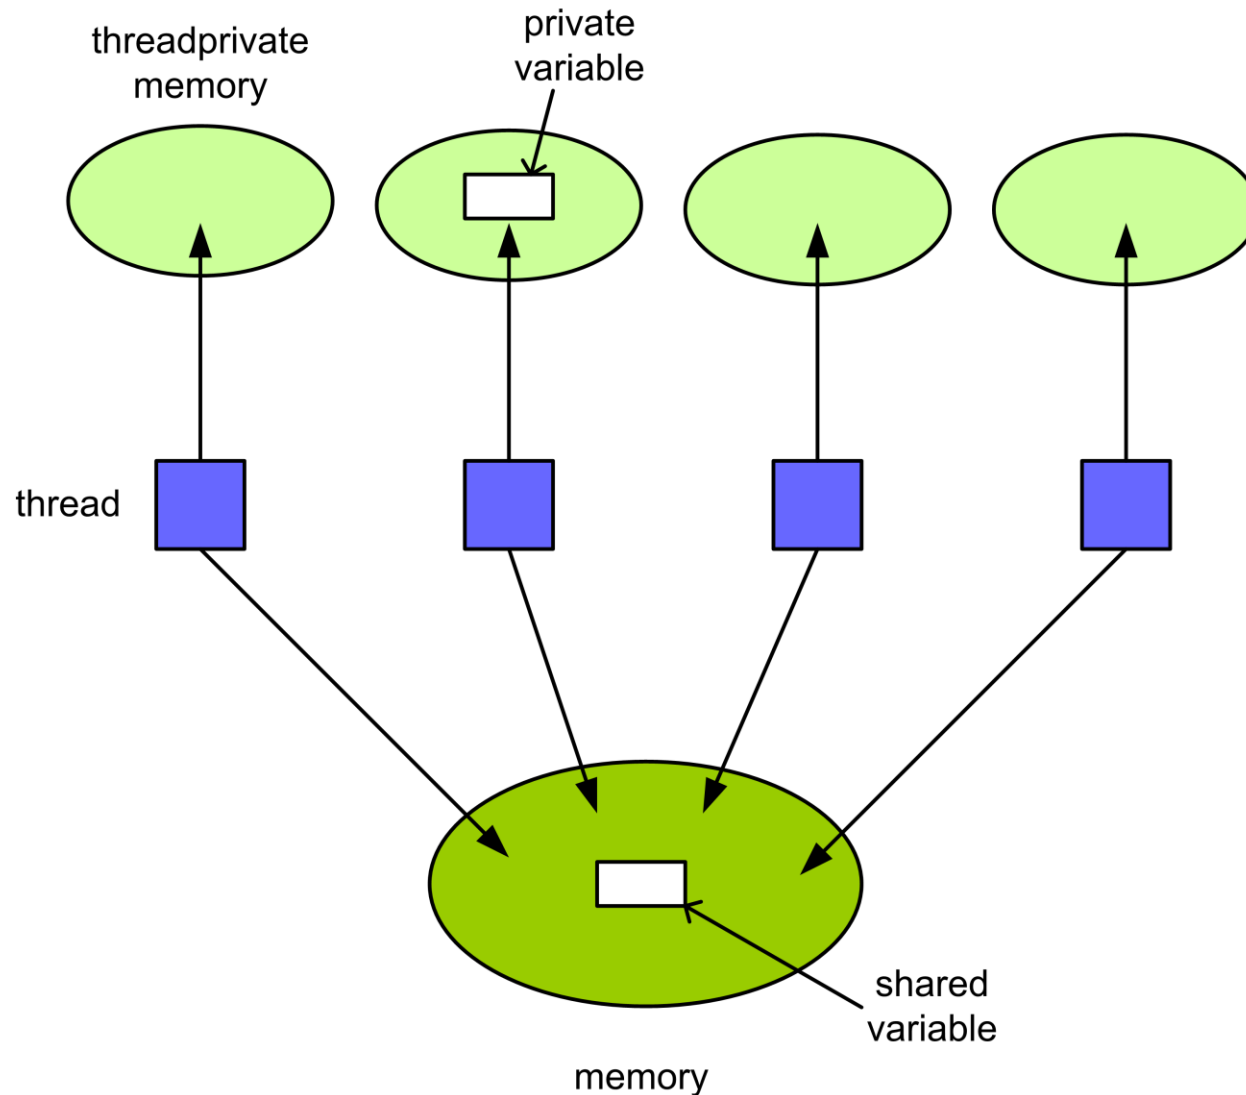 threadprivate
memory
private
variable
thread
shared
variable
memory